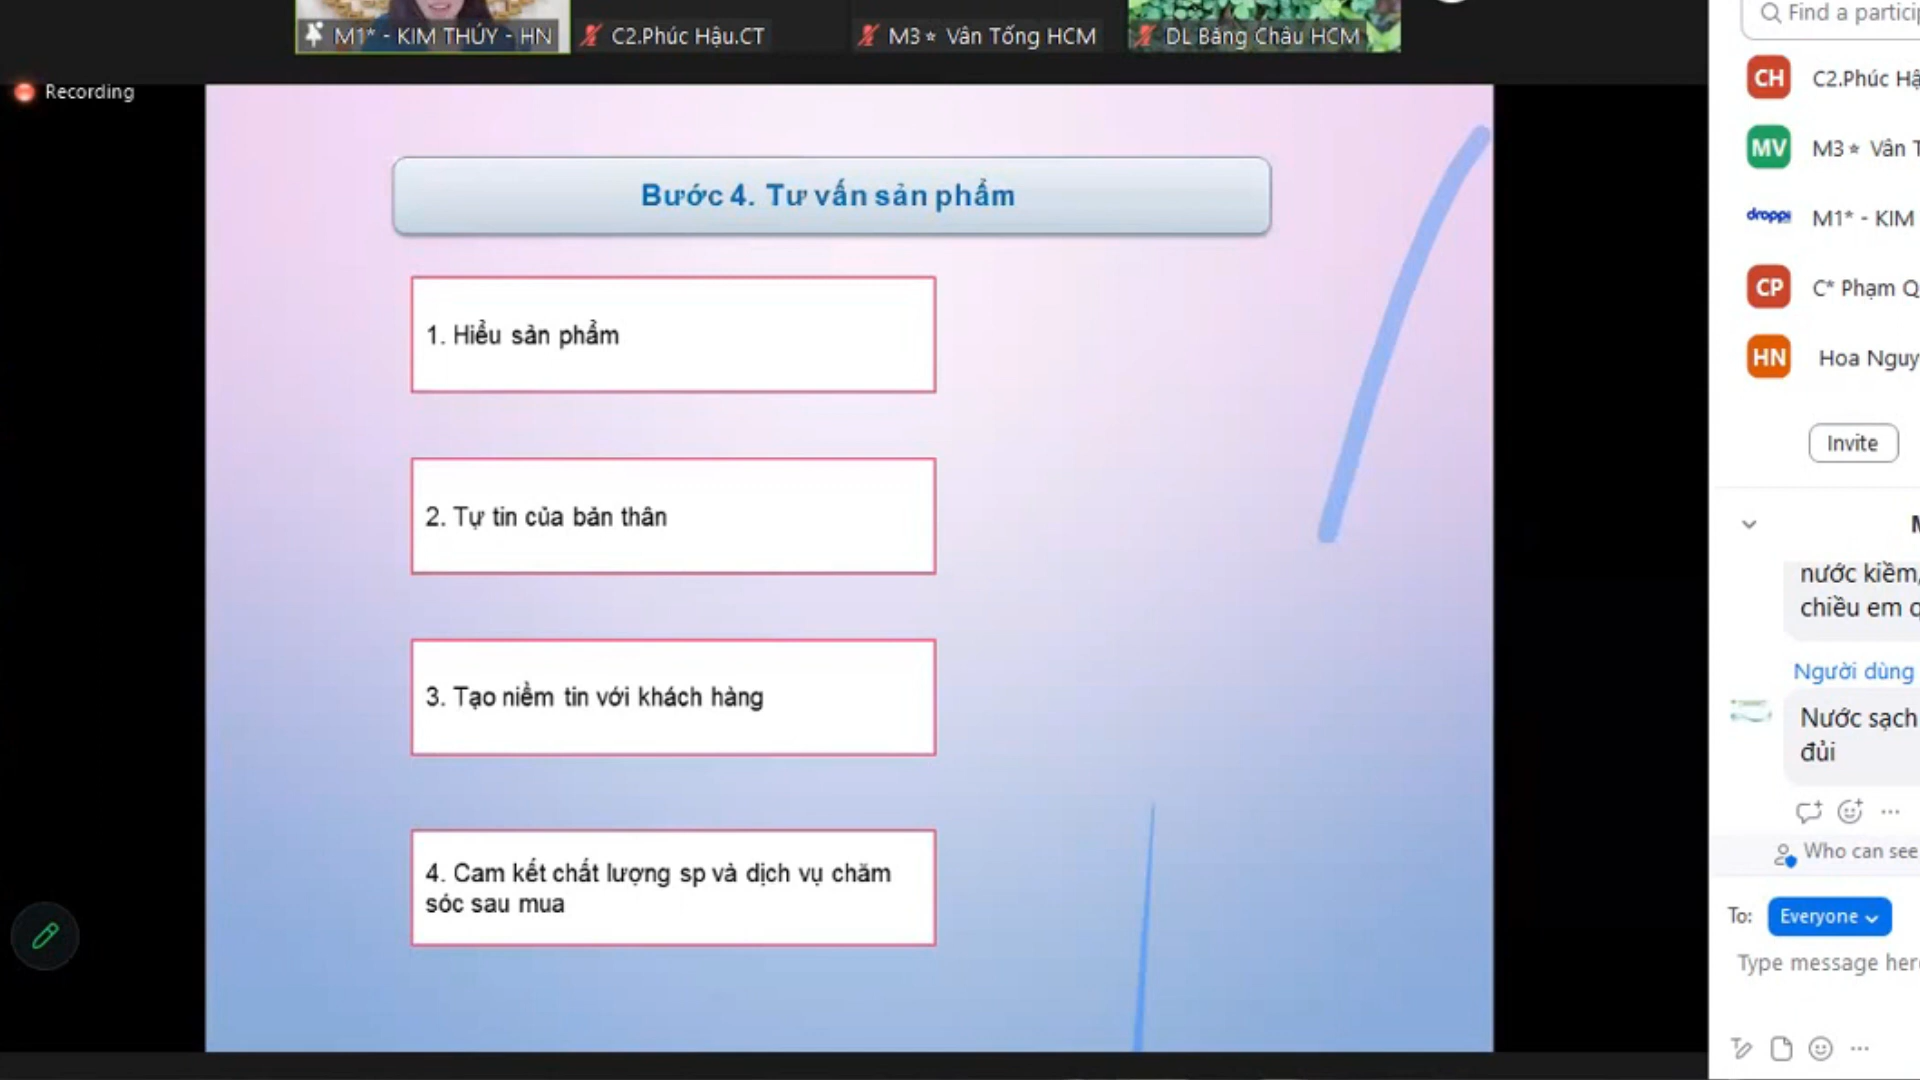 M1* - KIM THÚY - HN
C2.Phúc Hậu.CT
M3⭐ Vân Tống HCM
DL Băng Châu HCM
Recording
Bước 4. Tư vấn sản phẩm
1. Hiểu sản phẩm
2. Tự tin của bản thân
3. Tạo niềm tin với khách hàng
4. Cam kết chất lượng sp và dịch vụ chăm
sóc sau mua
Find a partici
CH C2.Phúc Hậ
MV M3⭐ Vân T
droppi M1* - KIM
CP C* Phạm Q
HN Hoa Nguy
Invite
nước kiềm,
chiều em
Người dùng
Nước sạch
đủi
Who can see
To: Everyone
Type message here